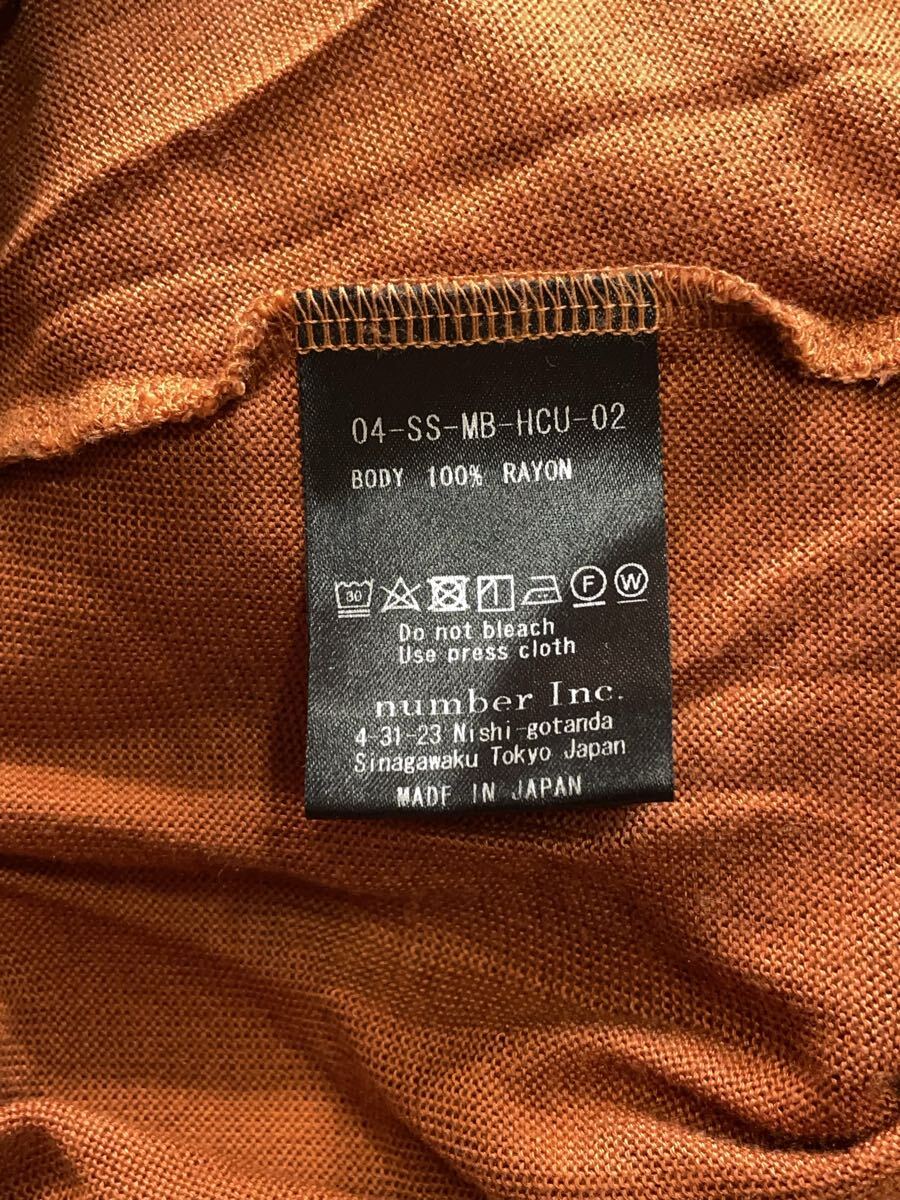 04-SS-MB-HCU-02
BODY 100% RAYON
30 F W
Do not bleach
Use press cloth
number Inc.
4-31-23 Nishi-gotanda
Sinagawaku Tokyo Japan
MADE IN JAPAN